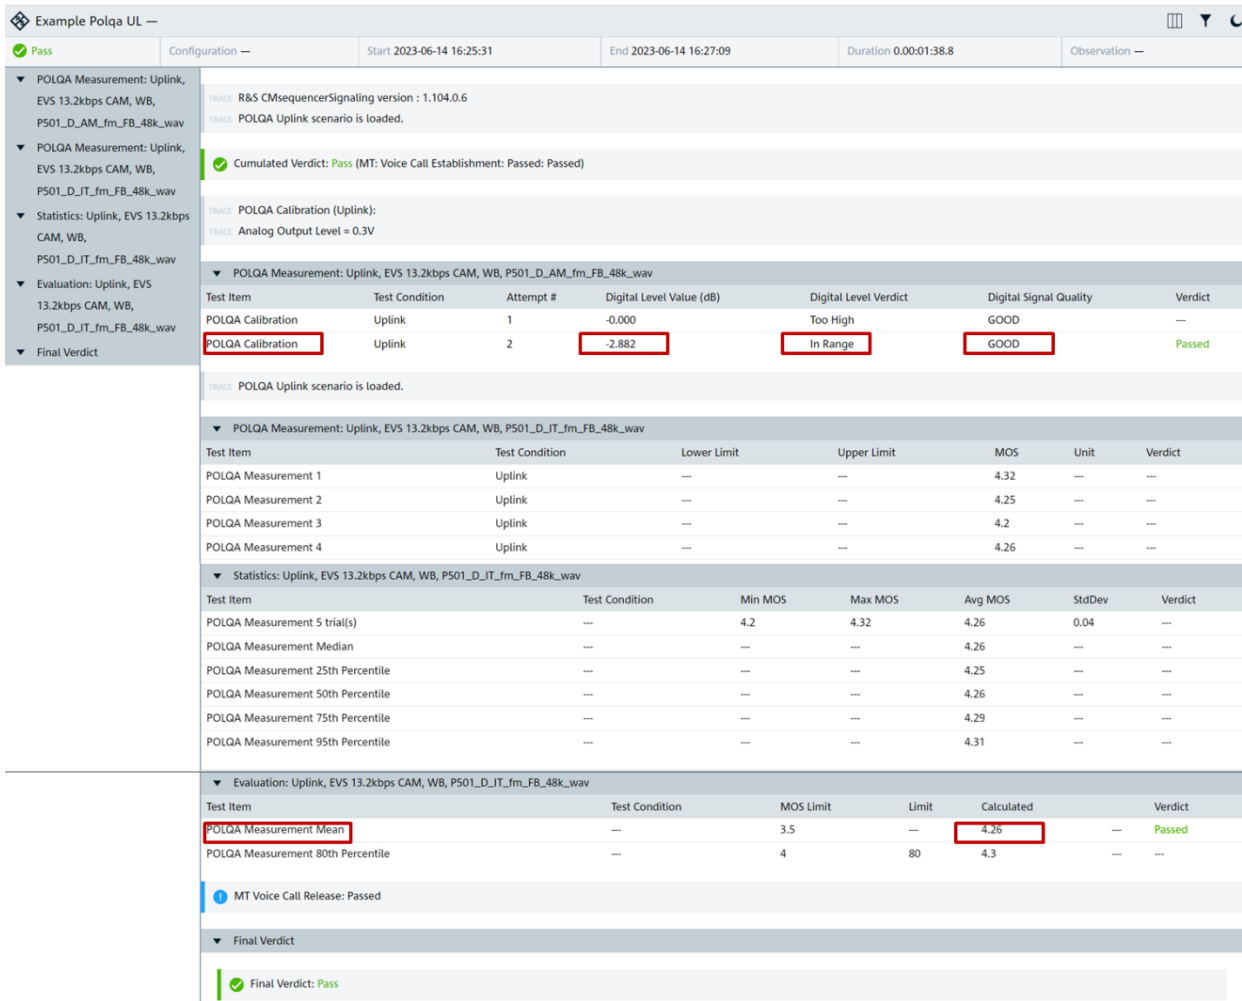 Example Polqa UL —
Pass Configuration — Start 2023-06-14 16:25:31 End 2023-06-14 16:27:09 Duration 0.00:01:38.8 Observation —
POLQA Measurement: Uplink,
EVS 13.2kbps CAM, WB,
P501_D_AM_fm_FB_48k_wav
POLQA Measurement: Uplink,
EVS 13.2kbps CAM, WB,
P501_D_IT_fm_FB_48k_wav
Statistics: Uplink, EVS 13.2kbps
CAM, WB,
P501_D_IT_fm_FB_48k_wav
Evaluation: Uplink, EVS
13.2kbps CAM, WB,
P501_D_IT_fm_FB_48k_wav
Final Verdict
TRACE R&S CMsequencerSignaling version : 1.104.0.6
TRACE POLQA Uplink scenario is loaded.
Cumulated Verdict: Pass (MT: Voice Call Establishment: Passed: Passed)
TRACE POLQA Calibration (Uplink):
TRACE Analog Output Level = 0.3V
POLQA Measurement: Uplink, EVS 13.2kbps CAM, WB, P501_D_AM_fm_FB_48k_wav
Test Item Test Condition Attempt # Digital Level Value (dB) Digital Level Verdict Digital Signal Quality Verdict
POLQA Calibration Uplink 1 -0.000 Too High GOOD ---
POLQA Calibration Uplink 2 -2.882 In Range GOOD Passed
TRACE POLQA Uplink scenario is loaded.
POLQA Measurement: Uplink, EVS 13.2kbps CAM, WB, P501_D_IT_fm_FB_48k_wav
Test Item Test Condition Lower Limit Upper Limit MOS Unit Verdict
POLQA Measurement 1 Uplink --- --- 4.32 --- ---
POLQA Measurement 2 Uplink --- --- 4.25 --- ---
POLQA Measurement 3 Uplink --- --- 4.2 --- ---
POLQA Measurement 4 Uplink --- --- 4.26 --- ---
Statistics: Uplink, EVS 13.2kbps CAM, WB, P501_D_IT_fm_FB_48k_wav
Test Item Test Condition Min MOS Max MOS Avg MOS StdDev Verdict
POLQA Measurement 5 trial(s) --- 4.2 4.32 4.26 0.04 ---
POLQA Measurement Median --- --- --- 4.26 --- ---
POLQA Measurement 25th Percentile --- --- --- 4.25 --- ---
POLQA Measurement 50th Percentile --- --- --- 4.26 --- ---
POLQA Measurement 75th Percentile --- --- --- 4.29 --- ---
POLQA Measurement 95th Percentile --- --- --- 4.31 --- ---
Evaluation: Uplink, EVS 13.2kbps CAM, WB, P501_D_IT_fm_FB_48k_wav
Test Item Test Condition MOS Limit Limit Calculated Verdict
POLQA Measurement Mean --- 3.5 --- 4.26 --- Passed
POLQA Measurement 80th Percentile --- 4 80 4.3 --- ---
MT Voice Call Release: Passed
Final Verdict
Final Verdict: Pass